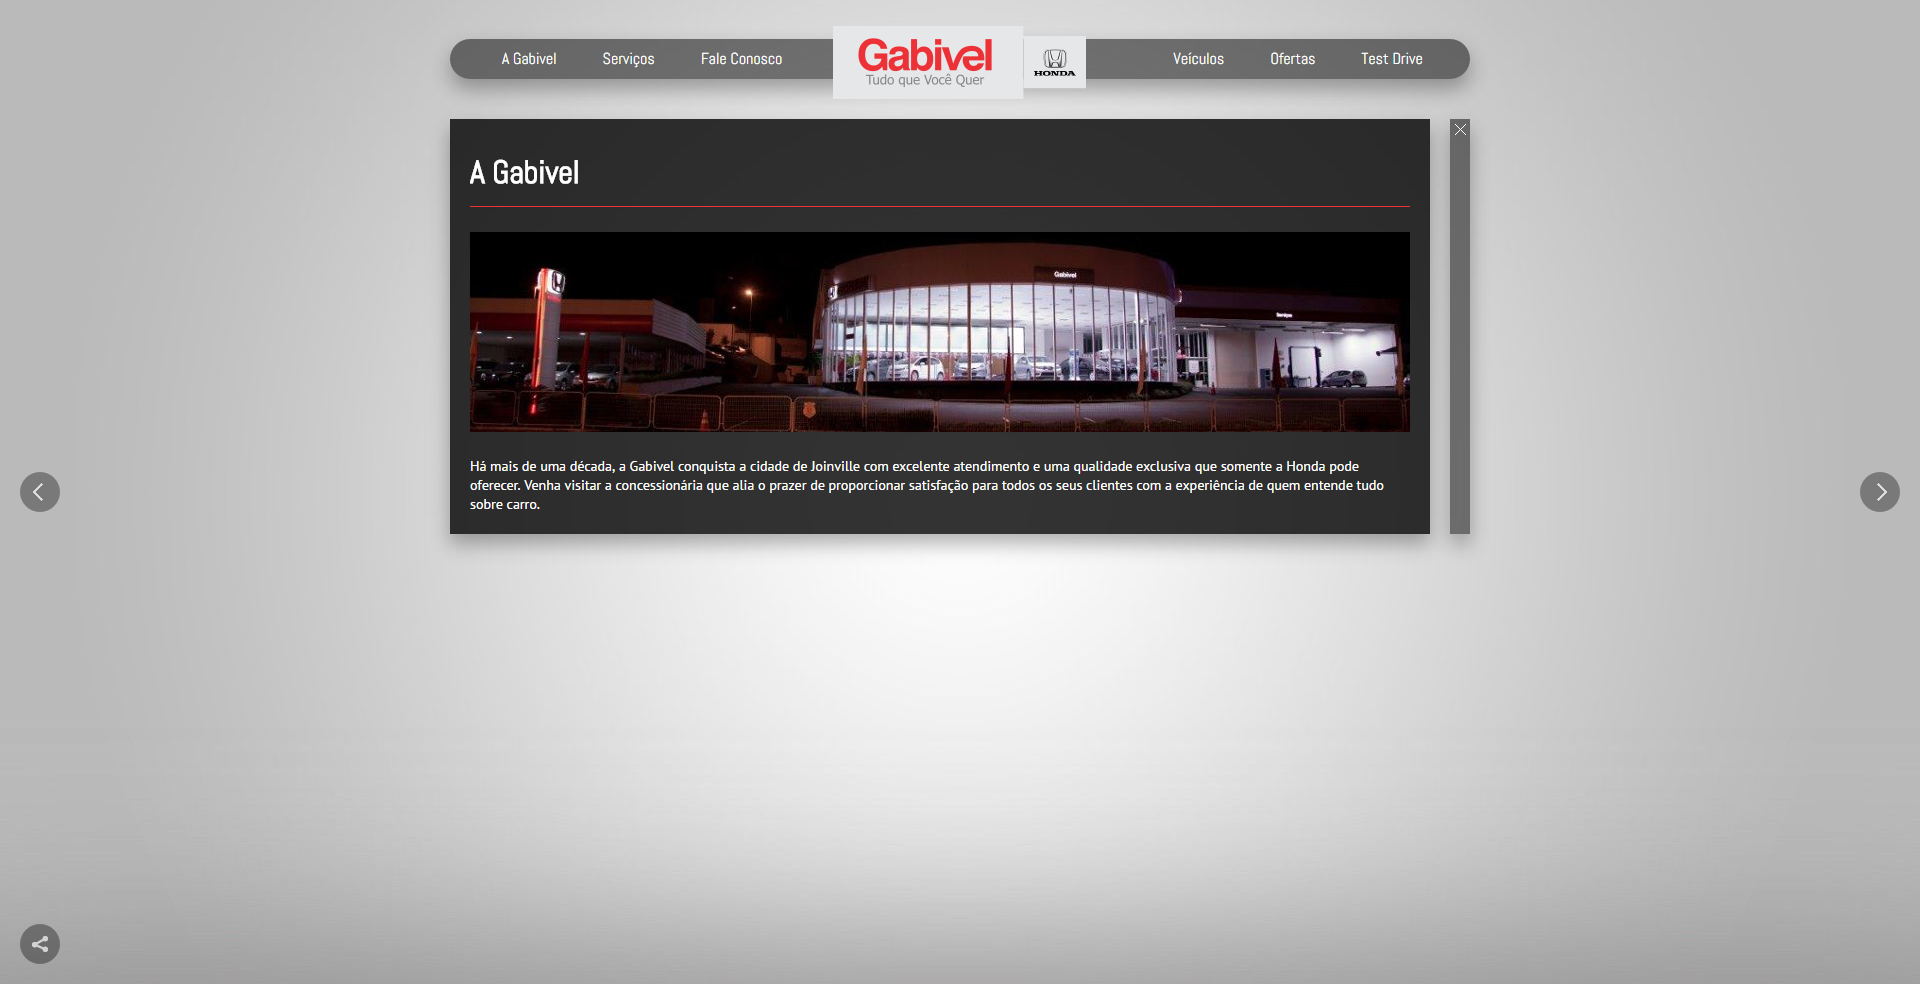 A Gabivel
Serviços
Fale Conosco
Gabivel
Tudo que Você Quer
HONDA
Veículos
Ofertas
Test Drive
A Gabivel
Gabivel
Serviços
Há mais de uma década, a Gabivel conquista a cidade de Joinville com excelente atendimento e uma qualidade exclusiva que somente a Honda pode
oferecer. Venha visitar a concessionária que alia o prazer de proporcionar satisfação para todos os seus clientes com a experiência de quem entende tudo
sobre carro.